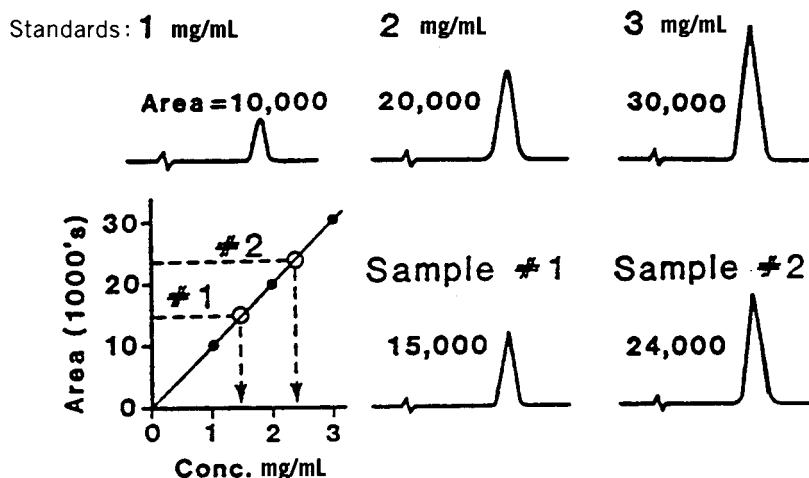 Standards: 1 mg/mL 2 mg/mL 3 mg/mL
Area=10,000 20,000 30,000
Area (1000's)
30
20
10
0
#2
#1
0 1 2 3
Conc. mg/mL
Sample #1 Sample #2
15,000 24,000